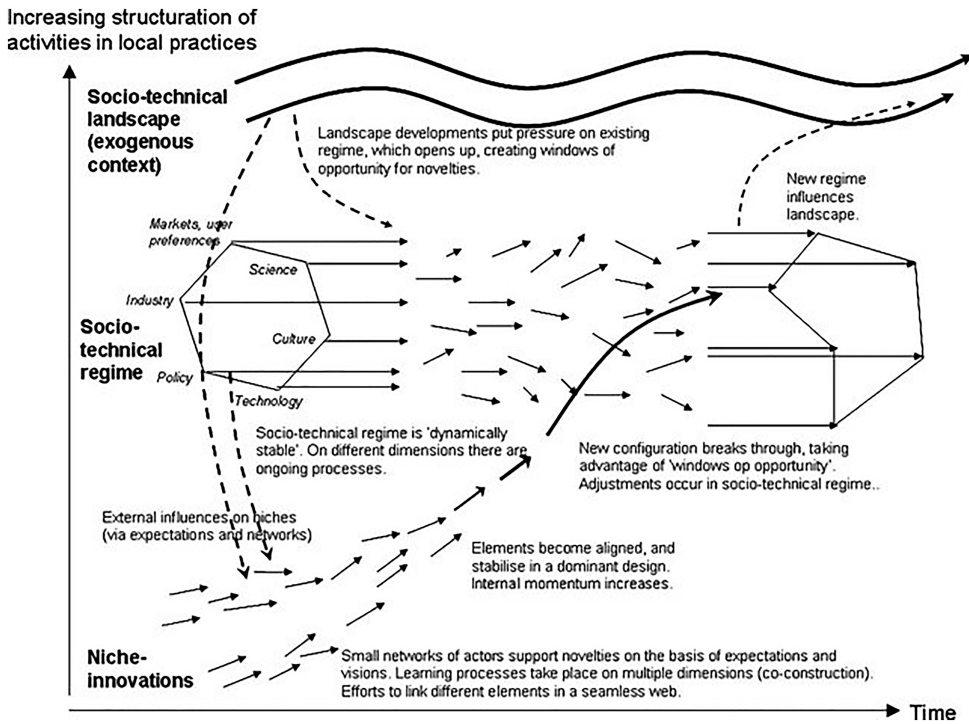 Increasing structuration of
activities in local practices
Socio-technical
landscape
(exogenous
context)
Landscape developments put pressure on existing
regime, which opens up, creating windows of
opportunity for novelties.
New regime
influences
landscape.
Markets, user
preferences
Science
Industry
Culture
Socio-
technical
regime
Policy
Technology
Socio-technical regime is 'dynamically
stable'. On different dimensions there are
ongoing processes.
New configuration breaks through, taking
advantage of 'windows op opportunity'.
Adjustments occur in socio-technical regime..
External influences on niches
(via expectations and networks)
Elements become aligned, and
stabilise in a dominant design.
Internal momentum increases.
Niche-
innovations
Small networks of actors support novelties on the basis of expectations and
visions. Learning processes take place on multiple dimensions (co-construction).
Efforts to link different elements in a seamless web.
Time